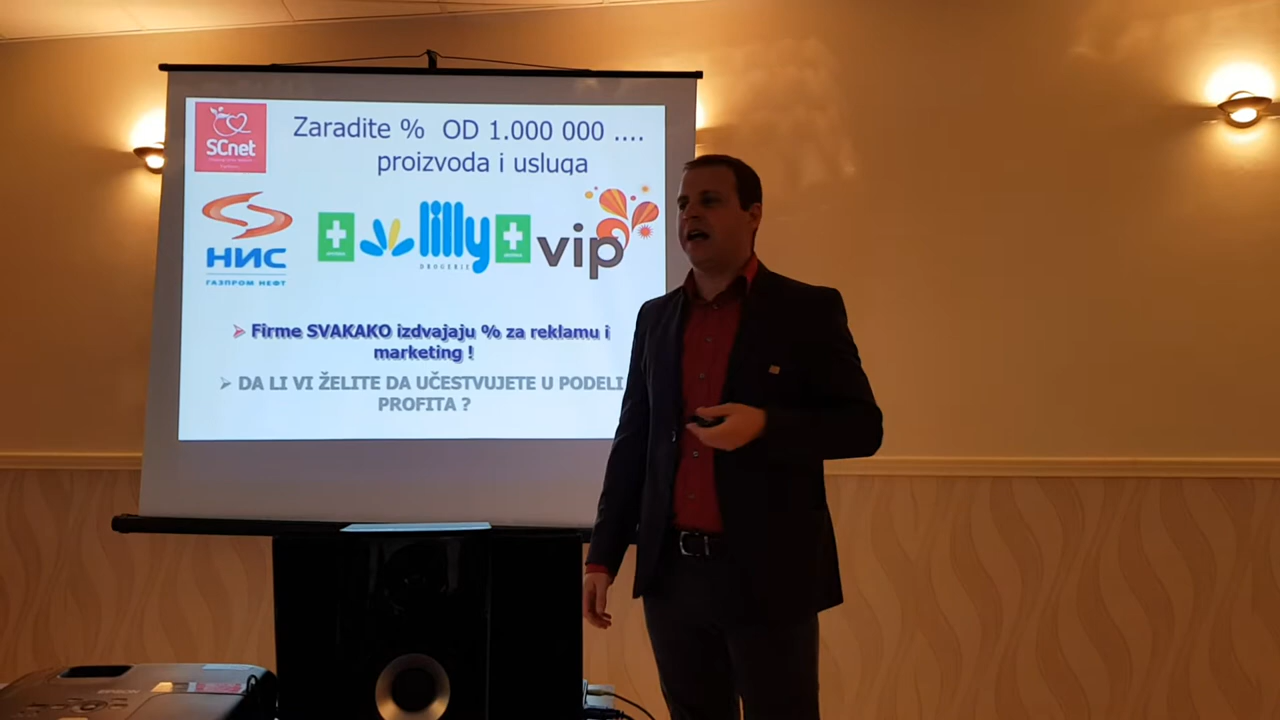 SCnet
Zaradite % OD 1.000 000 ....
proizvoda i usluga
НИС
ГАЗПРОМ НЕФТ
lilly
DROGERIE
vip
➢ Firme SVAKAKO izdvajaju % za reklamu i
marketing !
➢ DA LI VI ŽELITE DA UČESTVUJETE U PODELI
PROFITA ?
EPSON